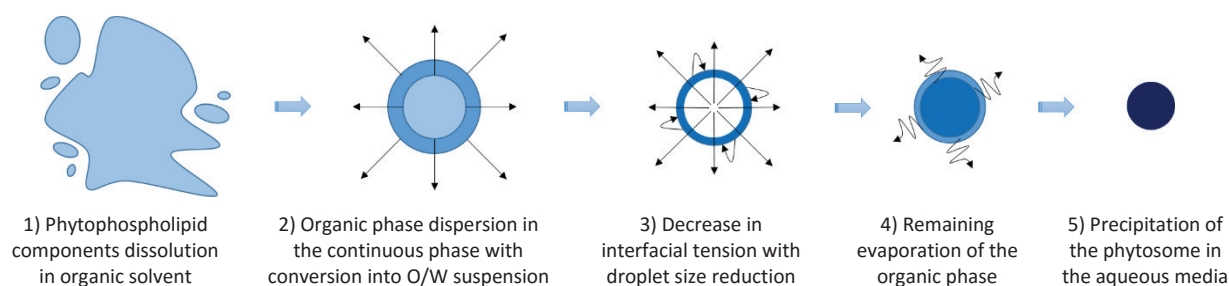 1) Phytophospholipid
components dissolution
in organic solvent
2) Organic phase dispersion in
the continuous phase with
conversion into O/W suspension
3) Decrease in
interfacial tension with
droplet size reduction
4) Remaining
evaporation of the
organic phase
5) Precipitation of
the phytosome in
the aqueous media